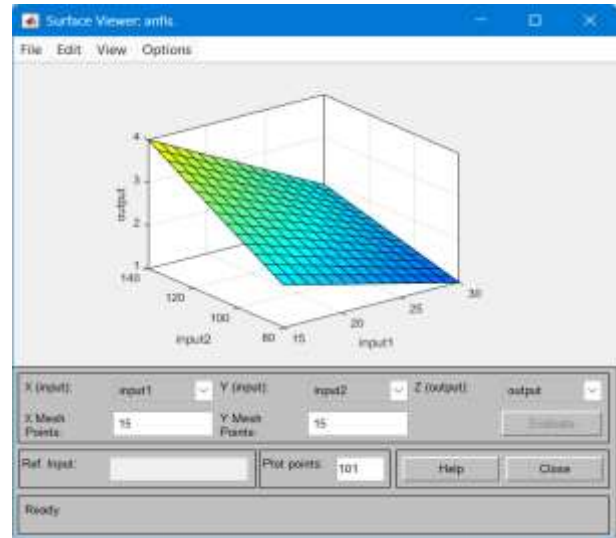 Surface Viewer: anfis
File Edit View Options
4
3
2
1
output
140
120
100
80
input2
15
20
25
30
input1
X (input): input1 Y (input): input2 Z (output): output
X Mesh Points: 15 Y Mesh Points: 15 Evaluate
Ref. Input: Plot points: 101 Help Close
Ready